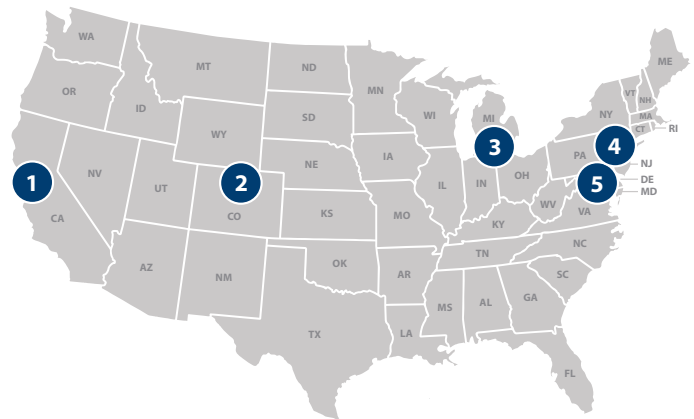 WA
MT
ND
MN
ME
OR
ID
WY
SD
WI
MI
VT
NH
NY
MA
CT
RI
1
NV
UT
2
CO
NE
IA
IL
3
IN
OH
PA
4
NJ
5
DE
MD
CA
KS
MO
KY
WV
VA
AZ
NM
OK
AR
TN
NC
SC
TX
LA
MS
AL
GA
FL